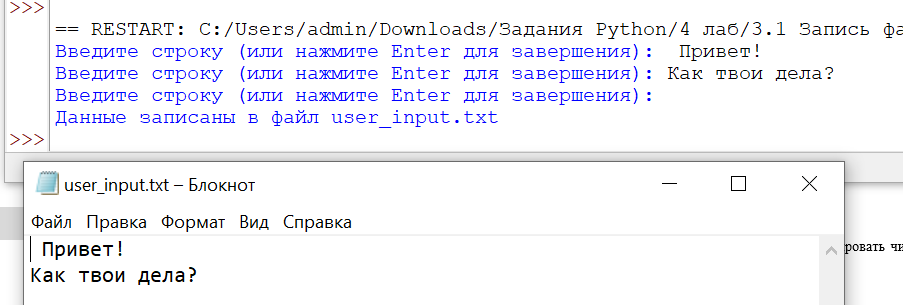 >>>
== RESTART: C:/Users/admin/Downloads/Задания Python/4 лаб/3.1 Запись фа
Введите строку (или нажмите Enter для завершения):  Привет!
Введите строку (или нажмите Enter для завершения): Как твои дела?
Введите строку (или нажмите Enter для завершения):
Данные записаны в файл user_input.txt
>>>
user_input.txt – Блокнот
Файл Правка Формат Вид Справка
Привет!
Как твои дела?
ровать чи